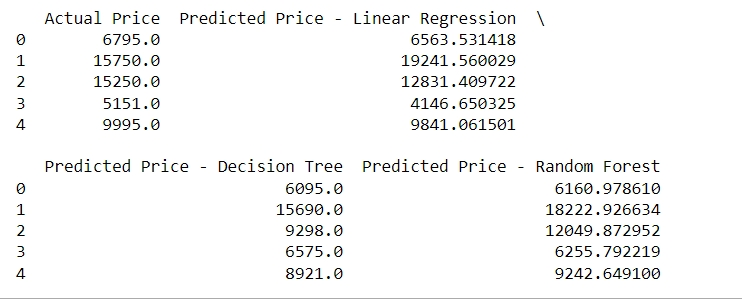 Actual Price  Predicted Price - Linear Regression  \
0        6795.0                          6563.531418
1       15750.0                         19241.560029
2       15250.0                         12831.409722
3        5151.0                          4146.650325
4        9995.0                          9841.061501
Predicted Price - Decision Tree  Predicted Price - Random Forest
0                           6095.0                      6160.978610
1                          15690.0                     18222.926634
2                           9298.0                     12049.872952
3                           6575.0                      6255.792219
4                           8921.0                      9242.649100